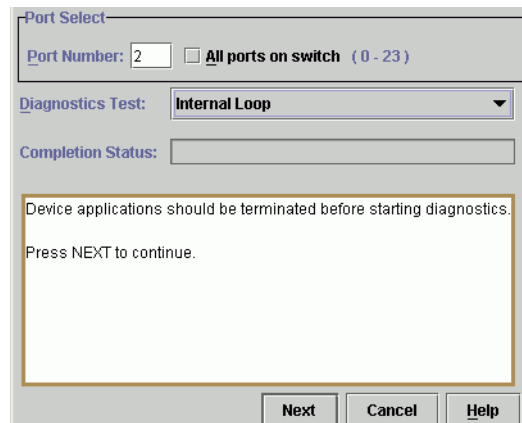 Port Select
Port Number: 2 All ports on switch ( 0 - 23 )
Diagnostics Test: Internal Loop
Completion Status:
Device applications should be terminated before starting diagnostics.
Press NEXT to continue.
Next Cancel Help